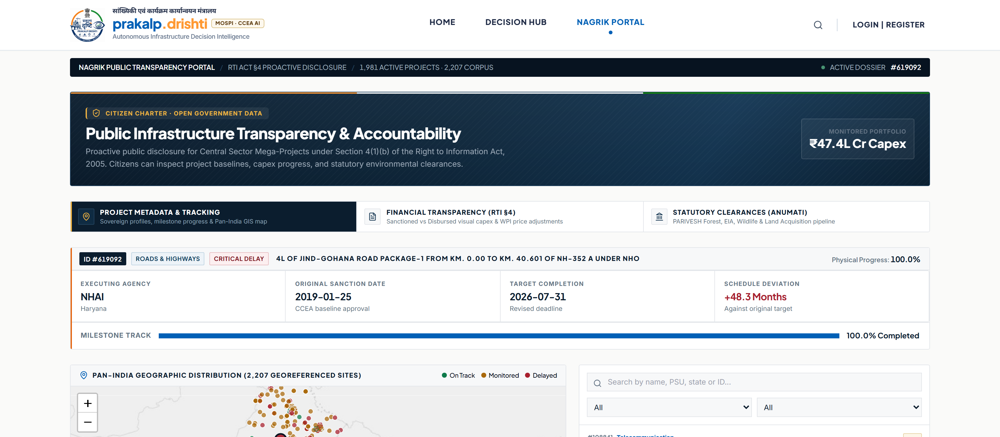 सांख्यिकी एवं कार्यक्रम कार्यान्वयन मंत्रालय
प्रकल्प
दृष्टि
PRAKALP DRISHTI
prakalp.drishti MOSPI · CCEA AI
Autonomous Infrastructure Decision Intelligence
HOME DECISION HUB NAGRIK PORTAL
LOGIN | REGISTER
NAGRIK PUBLIC TRANSPARENCY PORTAL / RTI ACT §4 PROACTIVE DISCLOSURE / 1,981 ACTIVE PROJECTS · 2,207 CORPUS
ACTIVE DOSSIER #619092
CITIZEN CHARTER · OPEN GOVERNMENT DATA
Public Infrastructure Transparency & Accountability
Proactive public disclosure for Central Sector Mega-Projects under Section 4(1)(b) of the Right to Information Act,
2005. Citizens can inspect project baselines, capex progress, and statutory environmental clearances.
MONITORED PORTFOLIO
₹47.4L Cr Capex
PROJECT METADATA & TRACKING
Sovereign profiles, milestone progress & Pan-India GIS map
FINANCIAL TRANSPARENCY (RTI §4)
Sanctioned vs Disbursed visual capex & WPI price adjustments
STATUTORY CLEARANCES (ANUMATI)
PARIVESH Forest, EIA, Wildlife & Land Acquisition pipeline
ID #619092 ROADS & HIGHWAYS CRITICAL DELAY 4L OF JIND-GOHANA ROAD PACKAGE-1 FROM KM. 0.00 TO KM. 40.601 OF NH-352 A UNDER NHO
Physical Progress: 100.0%
EXECUTING AGENCY
NHAI
Haryana
ORIGINAL SANCTION DATE
2019-01-25
CCEA baseline approval
TARGET COMPLETION
2026-07-31
Revised deadline
SCHEDULE DEVIATION
+48.3 Months
Against original target
MILESTONE TRACK 100.0% Completed
PAN-INDIA GEOGRAPHIC DISTRIBUTION (2,207 GEOREFERENCED SITES)
On Track Monitored Delayed
+
−
Search by name, PSU, state or ID...
All All
#108841 Telecommunication